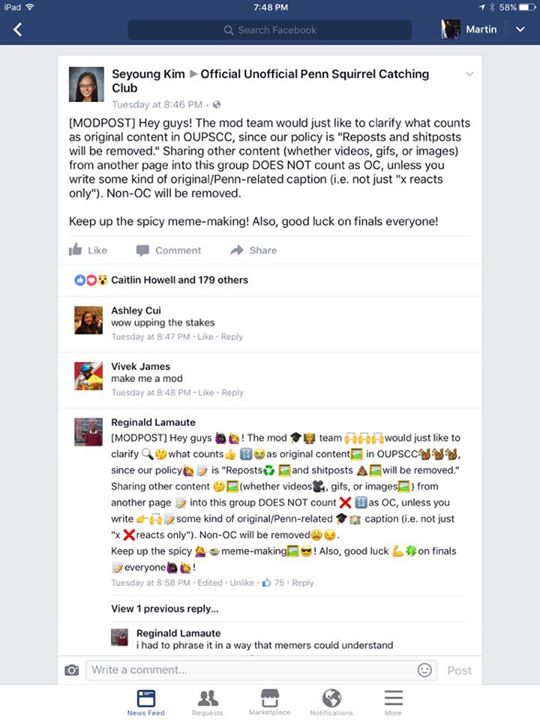 iPad
7:48 PM
58%
Search Facebook
Martin
Seyoung Kim ▶ Official Unofficial Penn Squirrel Catching
Club
Tuesday at 8:46 PM ·
[MODPOST] Hey guys! The mod team would just like to clarify what counts
as original content in OUPSCC, since our policy is "Reposts and shitposts
will be removed." Sharing other content (whether videos, gifs, or images)
from another page into this group DOES NOT count as OC, unless you
write some kind of original/Penn-related caption (i.e. not just "x reacts
only"). Non-OC will be removed.
Keep up the spicy meme-making! Also, good luck on finals everyone!
Like
Comment
Share
Caitlin Howell and 179 others
Ashley Cui
wow upping the stakes
Tuesday at 8:47 PM · Like · Reply
Vivek James
make me a mod
Tuesday at 8:48 PM · Like · Reply
Reginald Lamaute
[MODPOST] Hey guys ! The mod team would just like to
clarify what counts as original content in OUPSCC,
since our policy is "Reposts and shitposts will be removed."
Sharing other content (whether videos, gifs, or images) from
another page into this group DOES NOT count as OC, unless you
write some kind of original/Penn-related caption (i.e. not just
"x reacts only"). Non-OC will be removed.
Keep up the spicy meme-making! Also, good luck on finals
everyone!
Tuesday at 8:58 PM · Edited · Unlike · 75 · Reply
View 1 previous reply...
Reginald Lamaute
i had to phrase it in a way that memers could understand
Write a comment...
Post
News Feed
Requests
Marketplace
Notifications
More